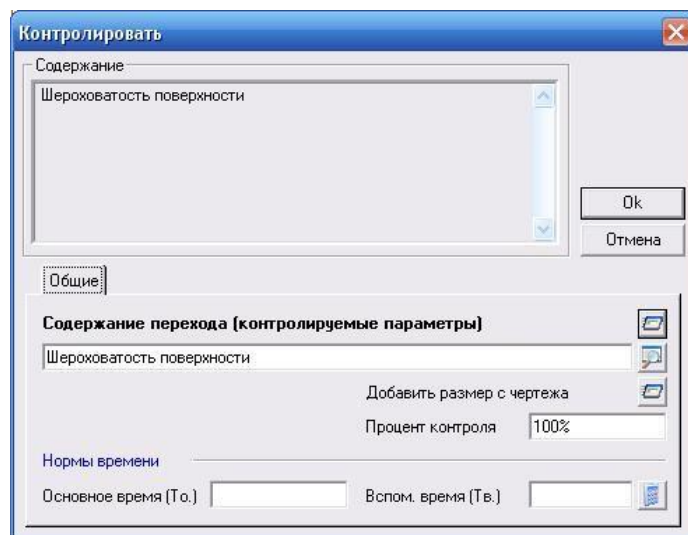 Контролировать
Содержание
Шероховатость поверхности
Ok
Отмена
Общие
Содержание перехода (контролируемые параметры)
Шероховатость поверхности
Добавить размер с чертежа
Процент контроля 100%
Нормы времени
Основное время (То.) Вспом. время (Тв.)